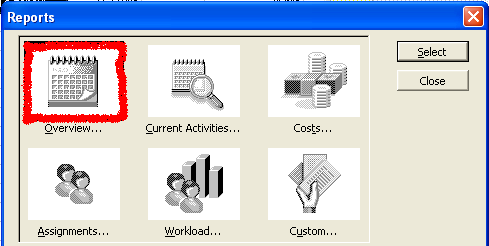 Reports
Select
Close
Overview...
Current Activities...
Costs...
Assignments...
Workload...
Custom...